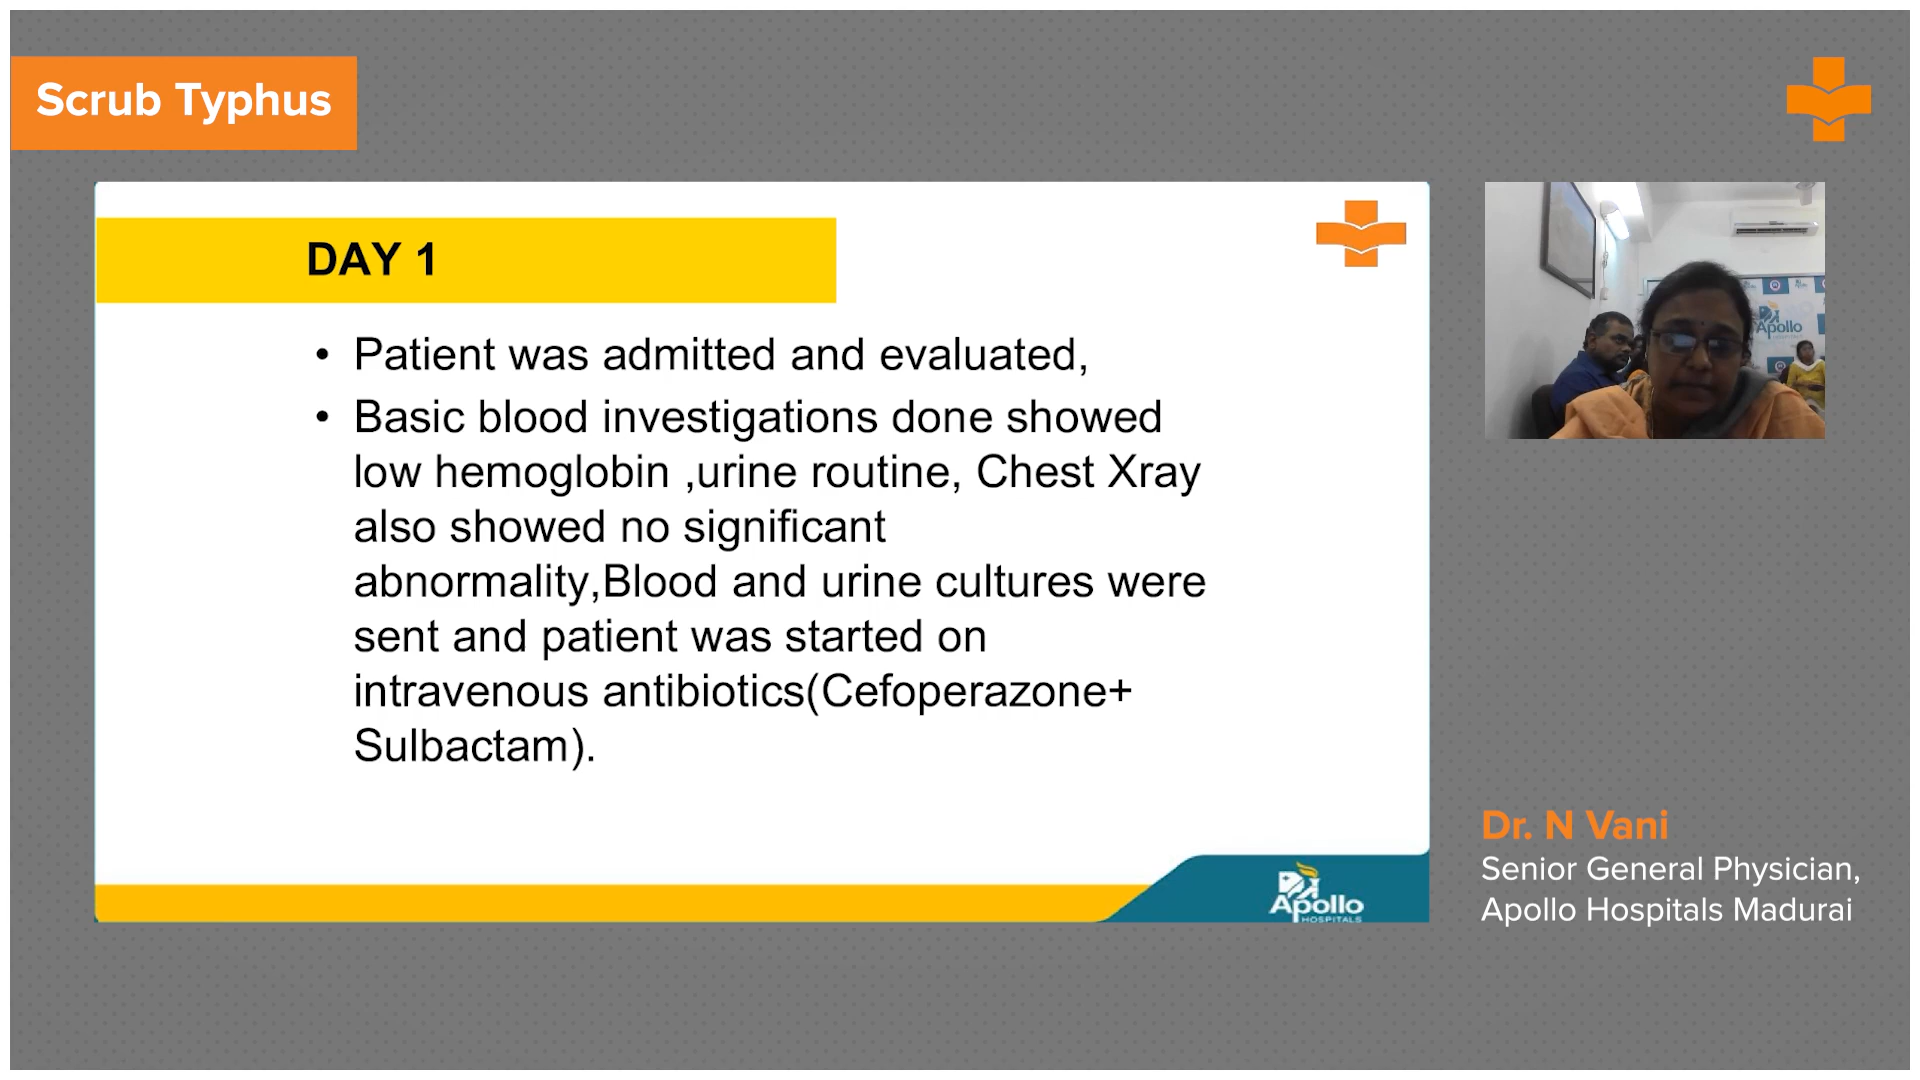 Scrub Typhus
DAY 1
• Patient was admitted and evaluated,
• Basic blood investigations done showed
low hemoglobin ,urine routine, Chest Xray
also showed no significant
abnormality,Blood and urine cultures were
sent and patient was started on
intravenous antibiotics(Cefoperazone+
Sulbactam).
Apollo
HOSPITALS
Apollo
Dr. N Vani
Senior General Physician,
Apollo Hospitals Madurai